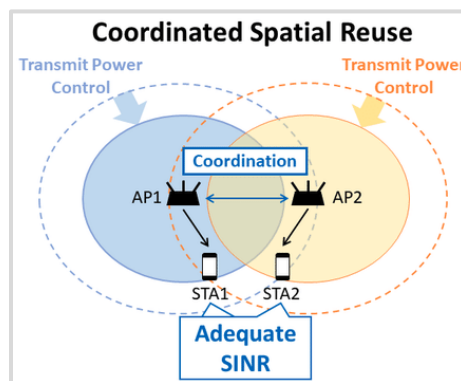 Coordinated Spatial Reuse
Transmit Power
Control
Transmit Power
Control
Coordination
AP1
AP2
STA1
STA2
Adequate
SINR